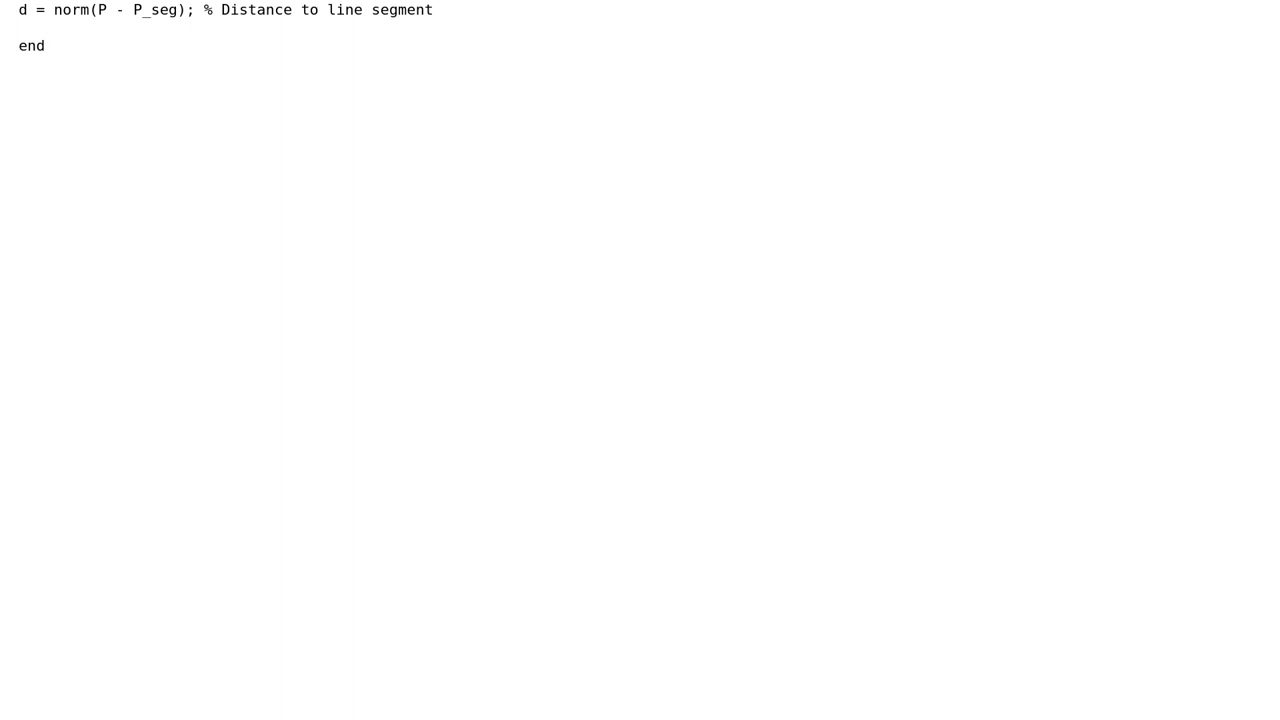 d = norm(P - P_seg); % Distance to line segment
end